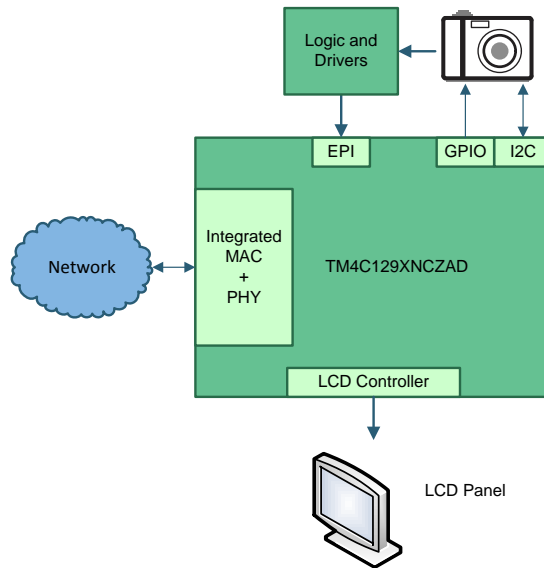 Logic and
Drivers
EPI
GPIO
I2C
Integrated
MAC
+
PHY
TM4C129XNCZAD
Network
LCD Controller
LCD Panel